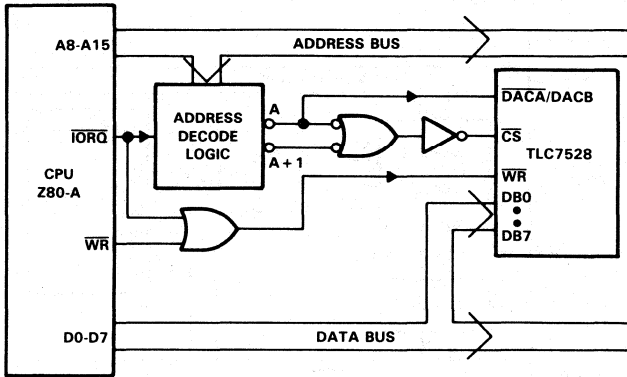 A8-A15
ADDRESS BUS
ADDRESS
DECODE
LOGIC
A
A + 1
DACA/DACB
CS
TLC7528
WR
DB0
DB7
IORQ
CPU
Z80-A
WR
D0-D7
DATA BUS